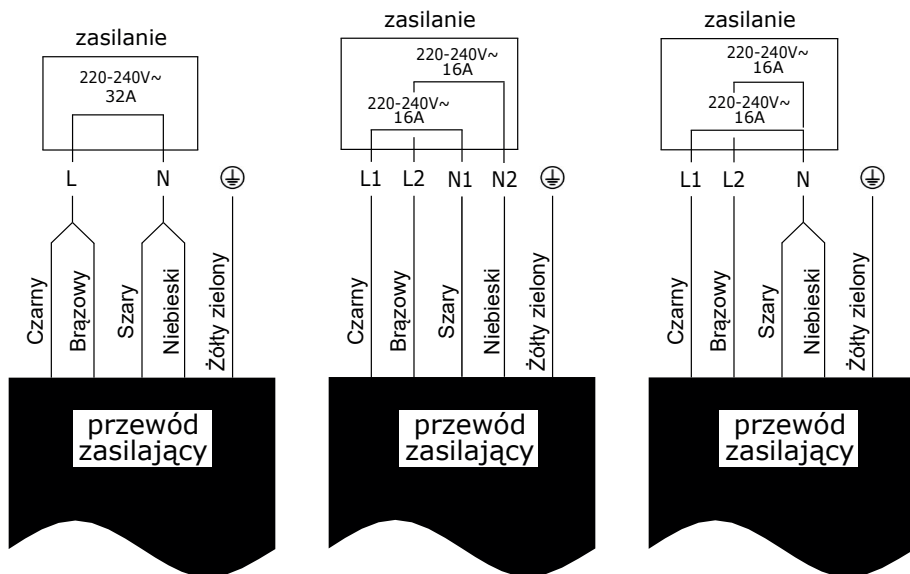 zasilanie
220-240V~
32A
L
N
Czarny
Brązowy
Szary
Niebieski
Żółty zielony
przewód
zasilający
zasilanie
220-240V~
16A
220-240V~
16A
L1
L2
N1
N2
Czarny
Brązowy
Szary
Niebieski
Żółty zielony
przewód
zasilający
zasilanie
220-240V~
16A
220-240V~
16A
L1
L2
N
Czarny
Brązowy
Szary
Niebieski
Żółty zielony
przewód
zasilający